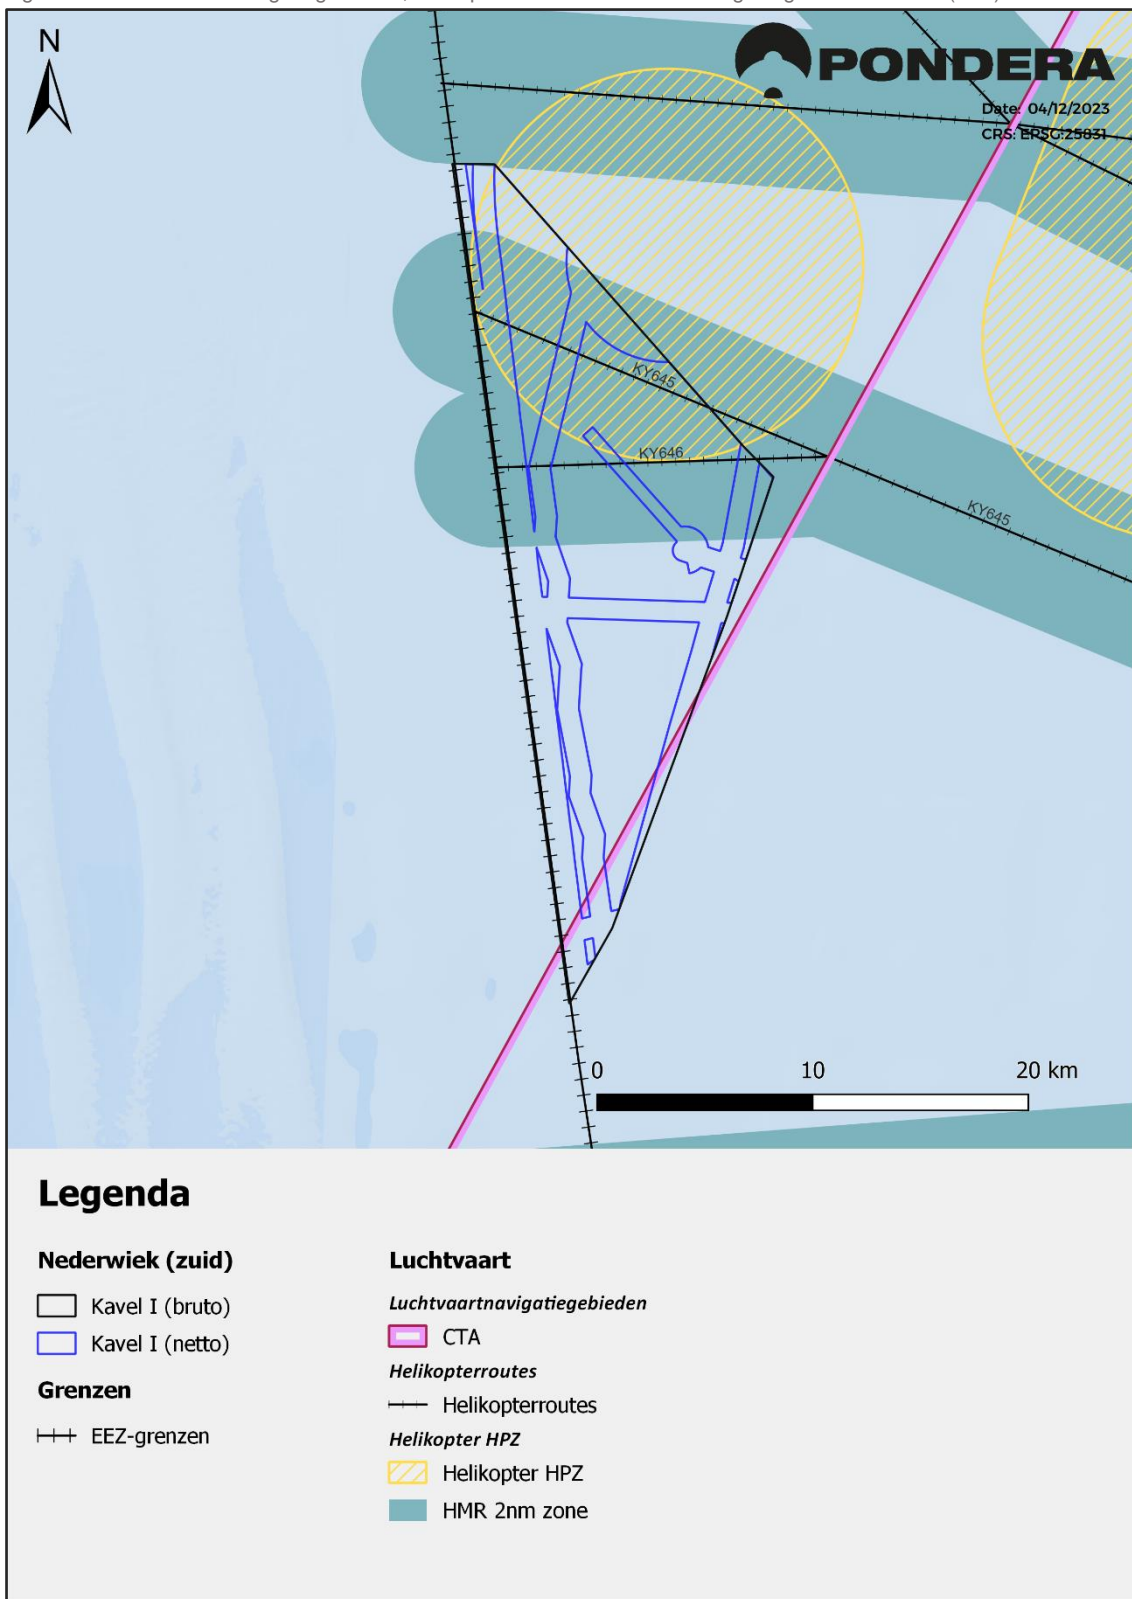 N
PONDERA
Date: 04/12/2023
CRS: EPSG:25831
KY645
KY646
KY645
0 10 20 km
Legenda
Nederwiek (zuid)
Kavel I (bruto)
Kavel I (netto)
Grenzen
EEZ-grenzen
Luchtvaart
Luchtvaartnavigatiegebieden
CTA
Helikopterroutes
Helikopterroutes
Helikopter HPZ
Helikopter HPZ
HMR 2nm zone